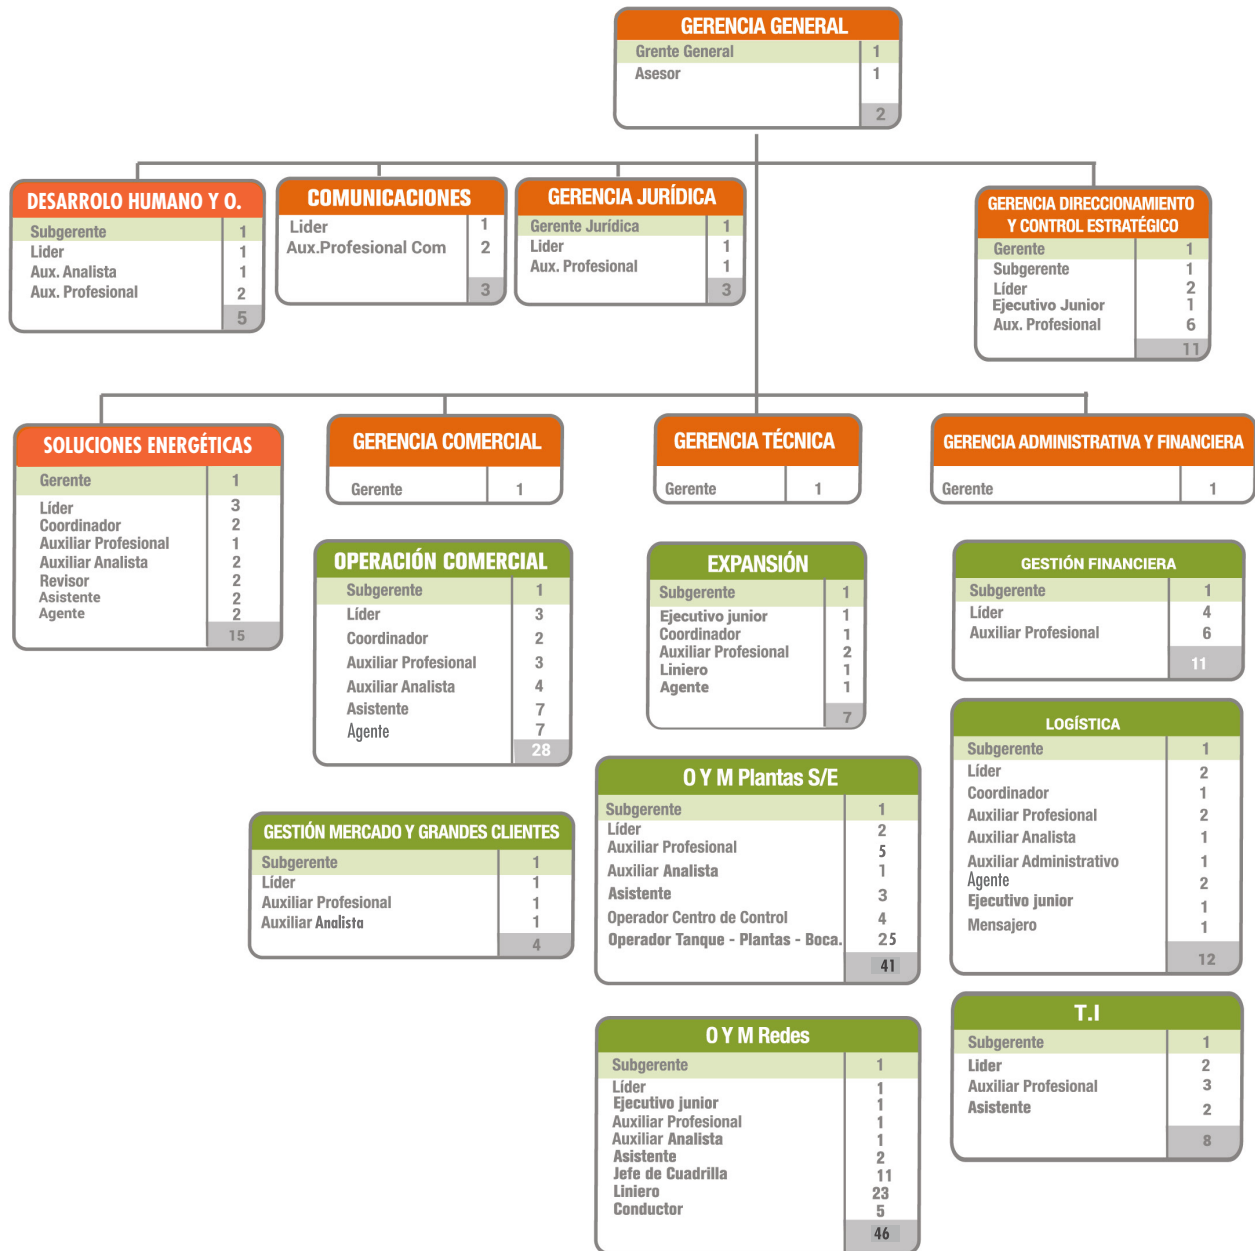 GERENCIA GENERAL
Grente General 1
Asesor 1
2
DESARROLO HUMANO Y O.
Subgerente 1
Lider 1
Aux. Analista 1
Aux. Profesional 2
5
COMUNICACIONES
Lider 1
Aux.Profesional Com 2
3
GERENCIA JURÍDICA
Gerente Jurídica 1
Lider 1
Aux. Profesional 1
3
GERENCIA DIRECCIONAMIENTO
Y CONTROL ESTRATÉGICO
Gerente 1
Subgerente 1
Líder 2
Ejecutivo Junior 1
Aux. Profesional 6
11
SOLUCIONES ENERGÉTICAS
Gerente 1
Líder 3
Coordinador 2
Auxiliar Profesional 1
Auxiliar Analista 2
Revisor 2
Asistente 2
Agente 2
15
GERENCIA COMERCIAL
Gerente 1
OPERACIÓN COMERCIAL
Subgerente 1
Líder 3
Coordinador 2
Auxiliar Profesional 3
Auxiliar Analista 4
Asistente 7
Agente 7
28
GESTIÓN MERCADO Y GRANDES CLIENTES
Subgerente 1
Líder 1
Auxiliar Profesional 1
Auxiliar Analista 1
4
GERENCIA TÉCNICA
Gerente 1
EXPANSIÓN
Subgerente 1
Ejecutivo junior 1
Coordinador 1
Auxiliar Profesional 2
Liniero 1
Agente 1
7
O Y M Plantas S/E
Subgerente 1
Líder 2
Auxiliar Profesional 5
Auxiliar Analista 1
Asistente 3
Operador Centro de Control 4
Operador Tanque - Plantas - Boca. 25
41
O Y M Redes
Subgerente 1
Líder 1
Ejecutivo junior 1
Auxiliar Profesional 1
Auxiliar Analista 1
Asistente 2
Jefe de Cuadrilla 11
Liniero 23
Conductor 5
46
GERENCIA ADMINISTRATIVA Y FINANCIERA
Gerente 1
GESTIÓN FINANCIERA
Subgerente 1
Líder 4
Auxiliar Profesional 6
11
LOGÍSTICA
Subgerente 1
Líder 2
Coordinador 1
Auxiliar Profesional 2
Auxiliar Analista 1
Auxiliar Administrativo 1
Agente 2
Ejecutivo junior 1
Mensajero 1
12
T.I
Subgerente 1
Lider 2
Auxiliar Profesional 3
Asistente 2
8